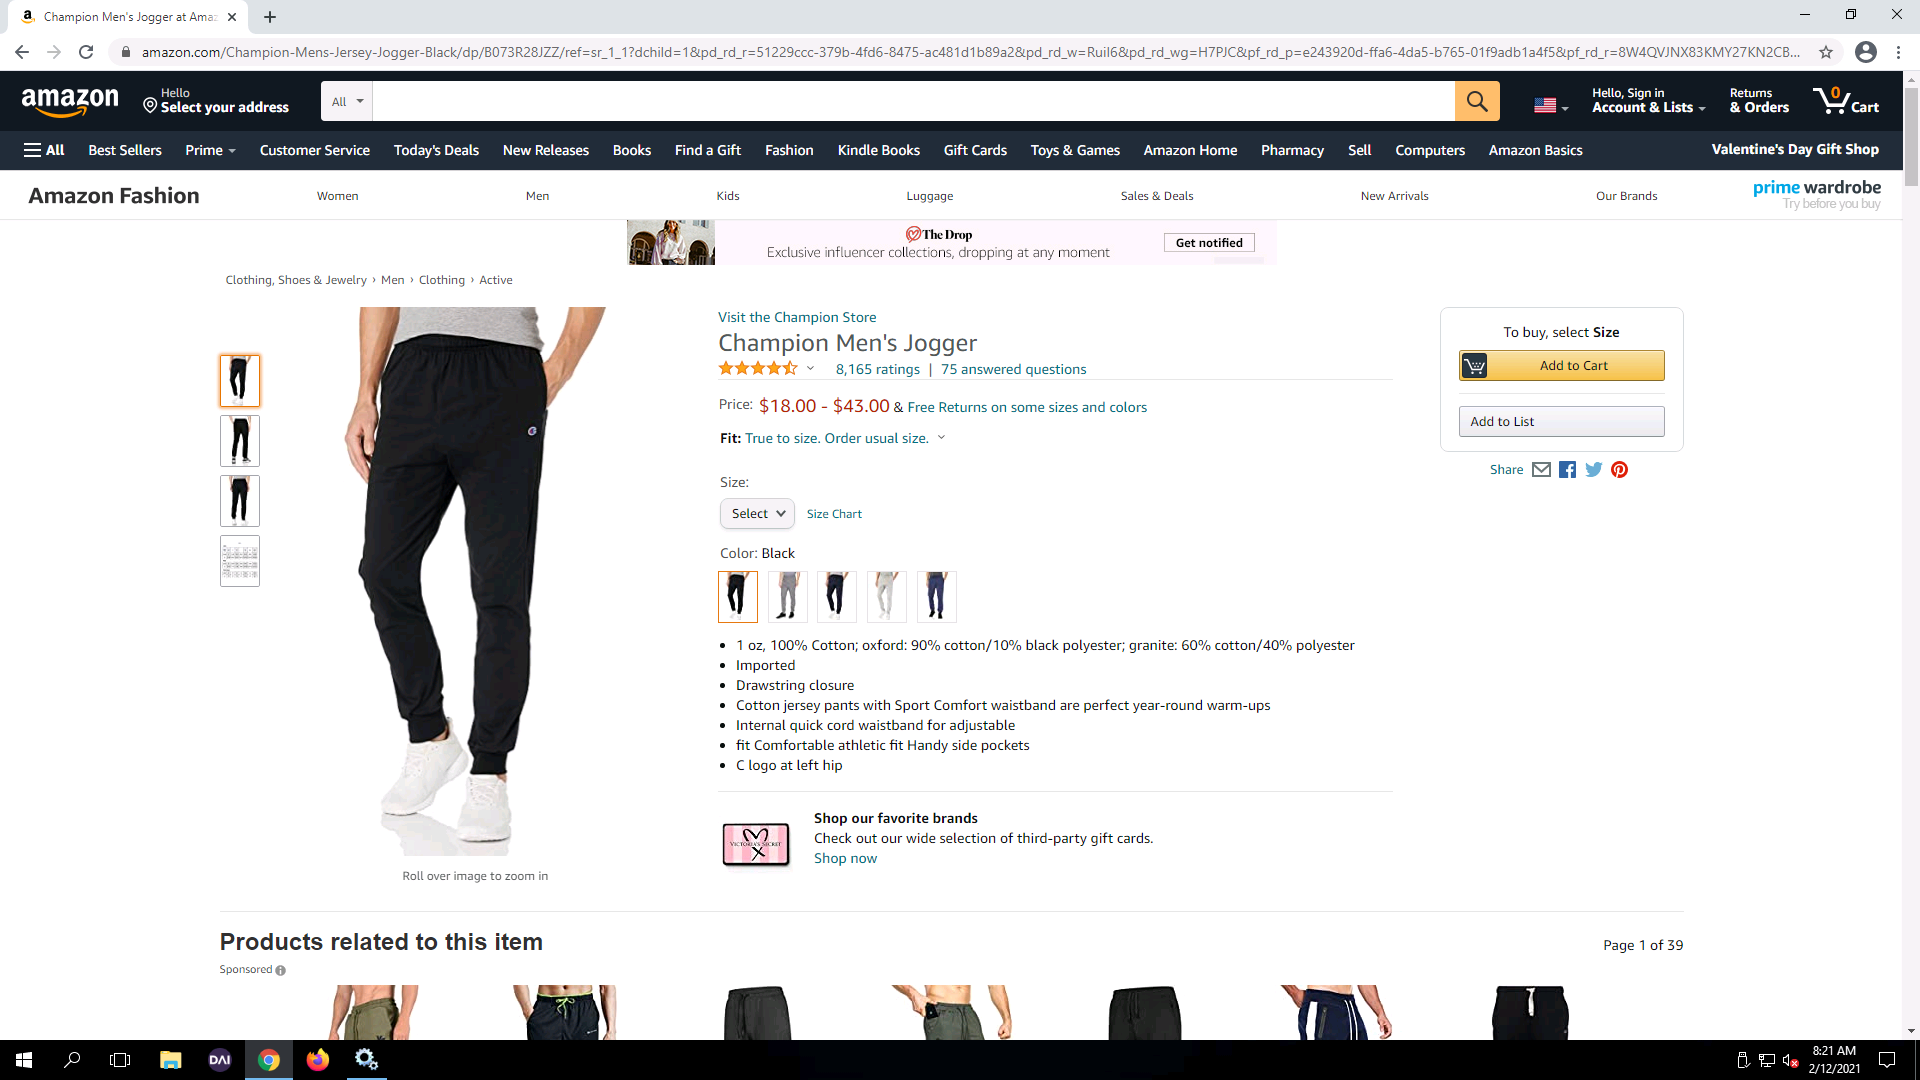 Champion Men's Jogger at Ama
amazon.com/Champion-Mens-Jersey-Jogger-Black/dp/B073R28JZZ/ref=sr_1_1?dchild=1&pd_rd_r=51229ccc-379b-4fd6-8475-ac481d1b89a2&pd_rd_w=Ruil6&pd_rd_wg=H7PJC&pf_rd_p=e243920d-ffa6-4da5-b765-01f9adb1a4f5&pf_rd_r=8W4QVJNX83KMY27KN2CB...
amazon
Hello
Select your address
All
Hello, Sign in
Account & Lists
Returns
& Orders
0
Cart
All
Best Sellers
Prime
Customer Service
Today's Deals
New Releases
Books
Find a Gift
Fashion
Kindle Books
Gift Cards
Toys & Games
Amazon Home
Pharmacy
Sell
Computers
Amazon Basics
Valentine's Day Gift Shop
Amazon Fashion
Women
Men
Kids
Luggage
Sales & Deals
New Arrivals
Our Brands
prime wardrobe
Try before you buy
The Drop
Exclusive influencer collections, dropping at any moment
Get notified
Clothing, Shoes & Jewelry › Men › Clothing › Active
Visit the Champion Store
Champion Men's Jogger
8,165 ratings | 75 answered questions
Price: $18.00 - $43.00 & Free Returns on some sizes and colors
Fit: True to size. Order usual size.
Size:
Select
Size Chart
Color: Black
• 1 oz, 100% Cotton; oxford: 90% cotton/10% black polyester; granite: 60% cotton/40% polyester
• Imported
• Drawstring closure
• Cotton jersey pants with Sport Comfort waistband are perfect year-round warm-ups
• Internal quick cord waistband for adjustable
• fit Comfortable athletic fit Handy side pockets
• C logo at left hip
To buy, select Size
Add to Cart
Add to List
Share
VICTORIA'S SECRET
Shop our favorite brands
Check out our wide selection of third-party gift cards.
Shop now
Roll over image to zoom in
Products related to this item
Page 1 of 39
Sponsored
DAI
8:21 AM
2/12/2021